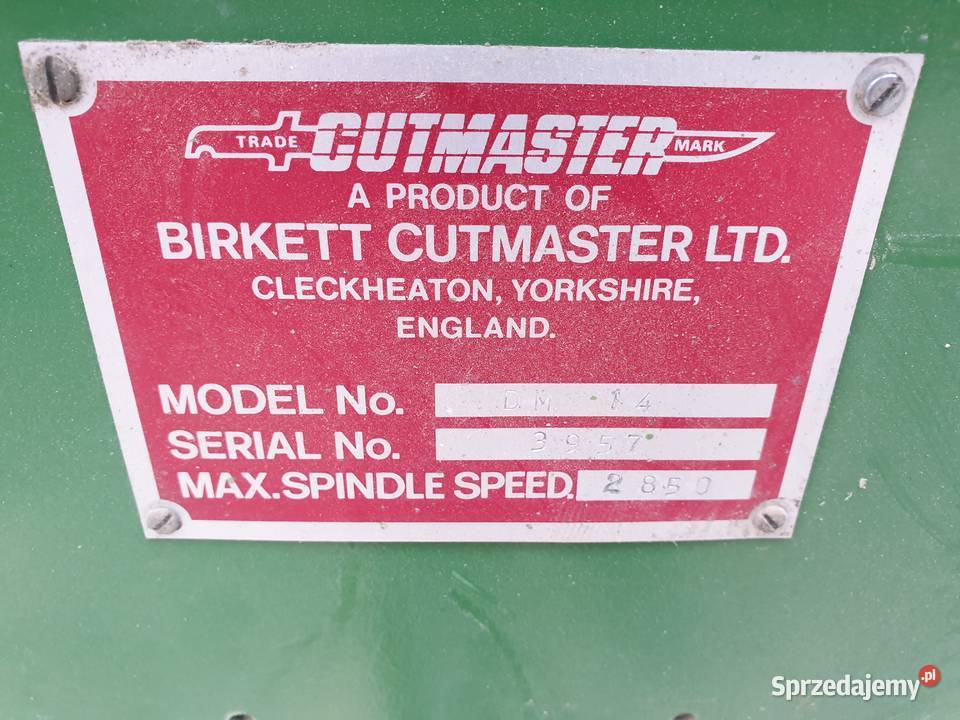 TRADE CUTMASTER MARK
A PRODUCT OF
BIRKETT CUTMASTER LTD.
CLECKHEATON, YORKSHIRE,
ENGLAND.
MODEL No. DM 14
SERIAL No. 3957
MAX.SPINDLE SPEED. 2850
Sprzedajemy.pl